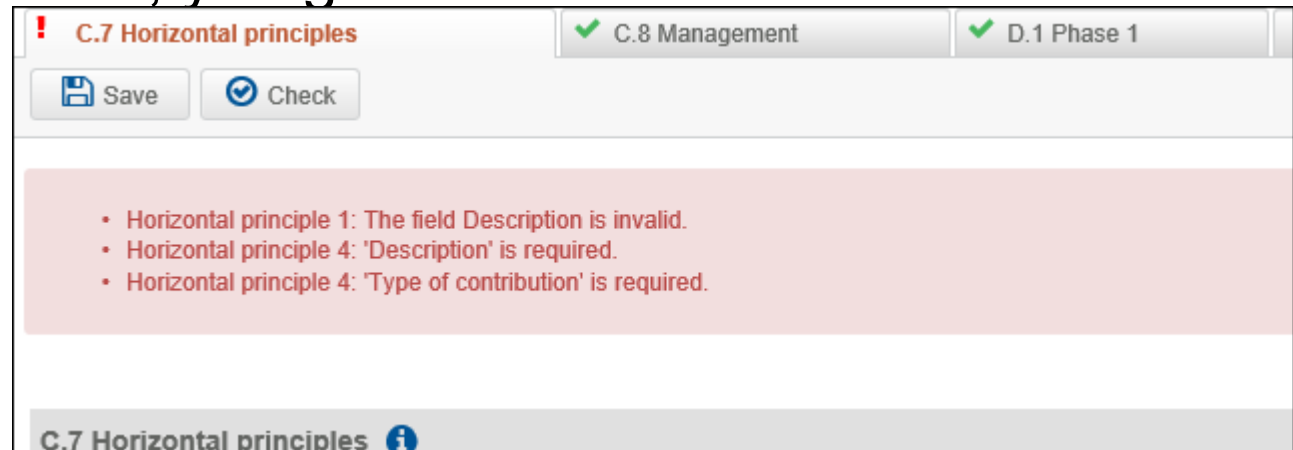 C.7 Horizontal principles
C.8 Management
D.1 Phase 1
Save
Check
• Horizontal principle 1: The field Description is invalid.
• Horizontal principle 4: 'Description' is required.
• Horizontal principle 4: 'Type of contribution' is required.
C.7 Horizontal principles